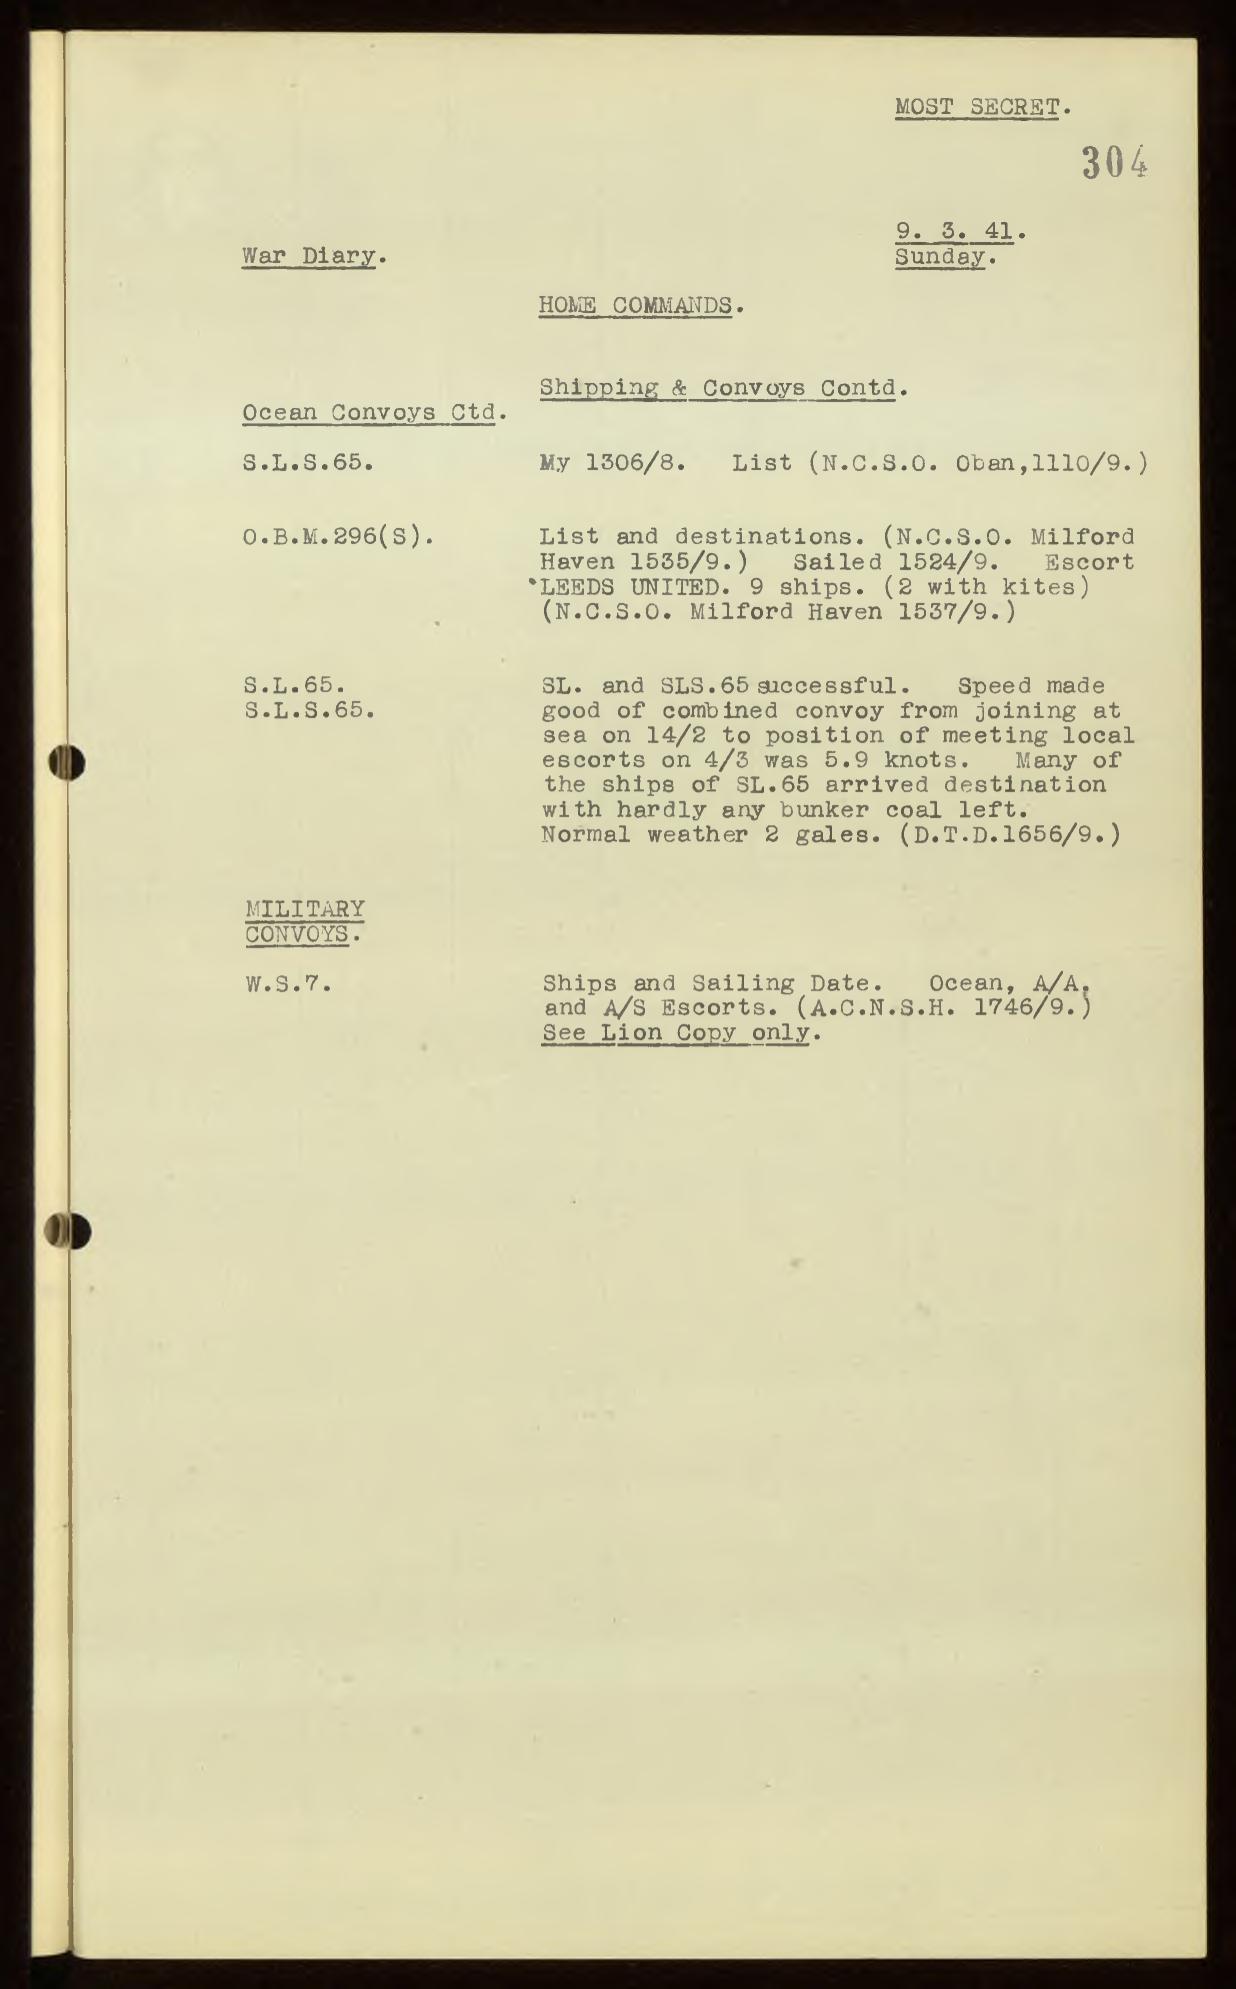 MOST SECRET.
304
9. 3. 41.
War Diary.
Sunday.
HOME COMMANDS.
Shipping & Convoys Contd.
Ocean Convoys Ctd.
S.L.S.65. My 1306/8. List (N.C.S.O. Oban,1110/9.)
O.B.M.296(S). List and destinations. (N.C.S.O. Milford
Haven 1535/9.) Sailed 1524/9. Escort
LEEDS UNITED. 9 ships. (2 with kites)
(N.C.S.O. Milford Haven 1537/9.)
S.L.65. SL. and SLS.65 successful. Speed made
S.L.S.65. good of combined convoy from joining at
sea on 14/2 to position of meeting local
escorts on 4/3 was 5.9 knots. Many of
the ships of SL.65 arrived destination
with hardly any bunker coal left.
Normal weather 2 gales. (D.T.D.1656/9.)
MILITARY
CONVOYS.
W.S.7. Ships and Sailing Date. Ocean, A/A,
and A/S Escorts. (A.C.N.S.H. 1746/9.)
See Lion Copy only.